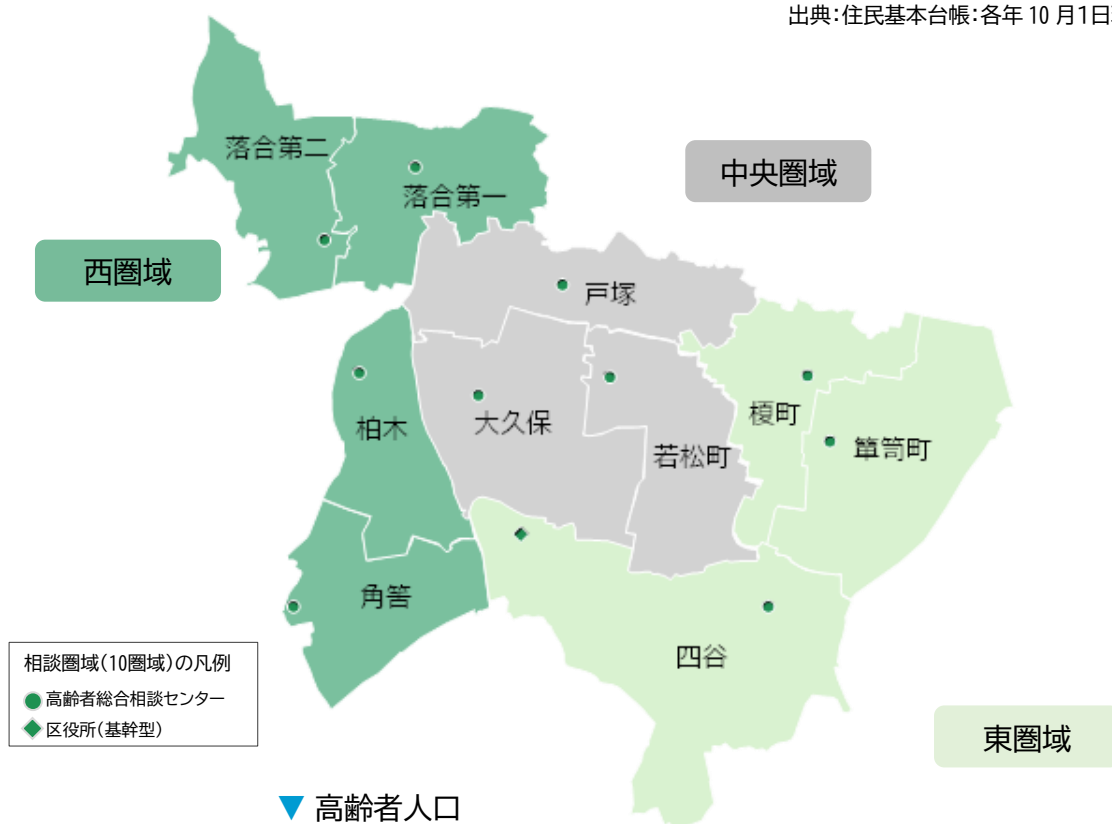 出典：住民基本台帳：各年 10 月1日
落合第二
落合第一
中央圏域
西圏域
戸塚
柏木
大久保
若松町
榎町
簞笥町
角筈
四谷
相談圏域（10圏域）の凡例
高齢者総合相談センター
区役所（基幹型）
東圏域
▼ 高齢者人口